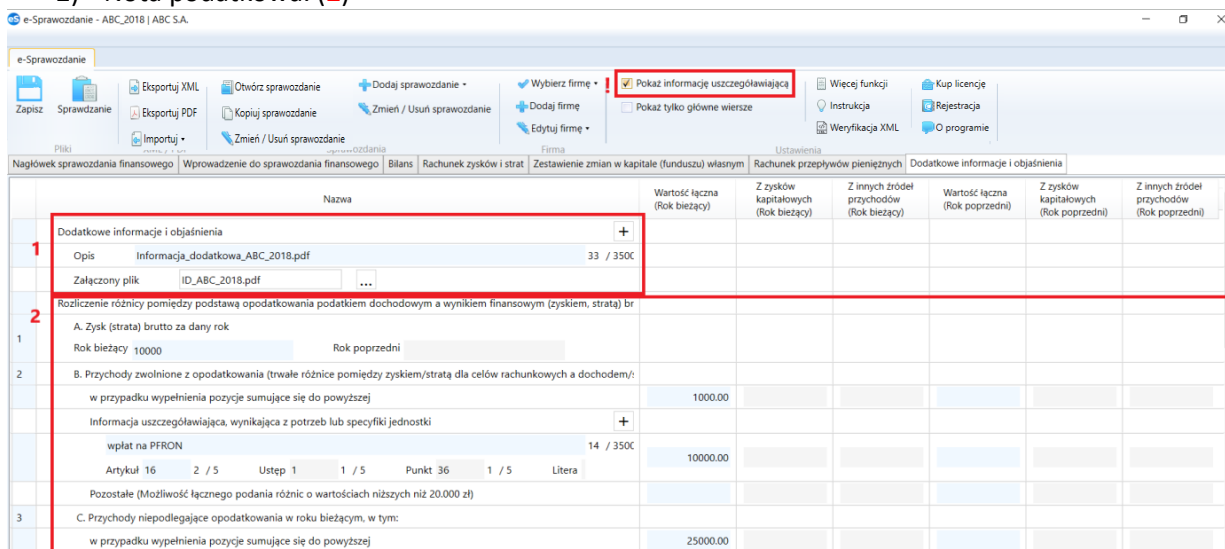 2) Nota podatkowa. (2)
e-Sprawozdanie - ABC_2018 | ABC S.A.
e-Sprawozdanie
Zapisz
Sprawdzanie
Eksportuj XML
Eksportuj PDF
Importuj
Pliki
Otwórz sprawozdanie
Kopiuj sprawozdanie
Zmień / Usuń sprawozdanie
Dodaj sprawozdanie
Zmień / Usuń sprawozdanie
Wybierz firmę
Dodaj firmę
Edytuj firmę
Firma
! Pokaż informację uszczegóławiającą
Pokaż tylko główne wiersze
Więcej funkcji
Instrukcja
Weryfikacja XML
Ustawienia
Kup licencję
Rejestracja
O programie
Nagłówek sprawozdania finansowego Wprowadzenie do sprawozdania finansowego Bilans Rachunek zysków i strat Zestawienie zmian w kapitale (funduszu) własnym Rachunek przepływów pieniężnych Dodatkowe informacje i objaśnienia
Nazwa
Wartość łączna
(Rok bieżący)
Z zysków
kapitałowych
(Rok bieżący)
Z innych źródeł
przychodów
(Rok bieżący)
Wartość łączna
(Rok poprzedni)
Z zysków
kapitałowych
(Rok poprzedni)
Z innych źródeł
przychodów
(Rok poprzedni)
Dodatkowe informacje i objaśnienia +
1
Opis Informacja_dodatkowa_ABC_2018.pdf 33 / 3500
Załączony plik ID_ABC_2018.pdf ...
Rozliczenie różnicy pomiędzy podstawą opodatkowania podatkiem dochodowym a wynikiem finansowym (zyskiem, stratą) br
2
A. Zysk (strata) brutto za dany rok
1
Rok bieżący 10000 Rok poprzedni
2 B. Przychody zwolnione z opodatkowania (trwałe różnice pomiędzy zyskiem/stratą dla celów rachunkowych a dochodem/
w przypadku wypełnienia pozycje sumujące się do powyższej 1000.00
Informacja uszczegóławiająca, wynikająca z potrzeb lub specyfiki jednostki +
wpłat na PFRON 14 / 3500
10000.00
Artykuł 16 2 / 5 Ustęp 1 1 / 5 Punkt 36 1 / 5 Litera
Pozostałe (Możliwość łącznego podania różnic o wartościach niższych niż 20.000 zł)
3 C. Przychody niepodlegające opodatkowania w roku bieżącym, w tym:
w przypadku wypełnienia pozycje sumujące się do powyższej 25000.00